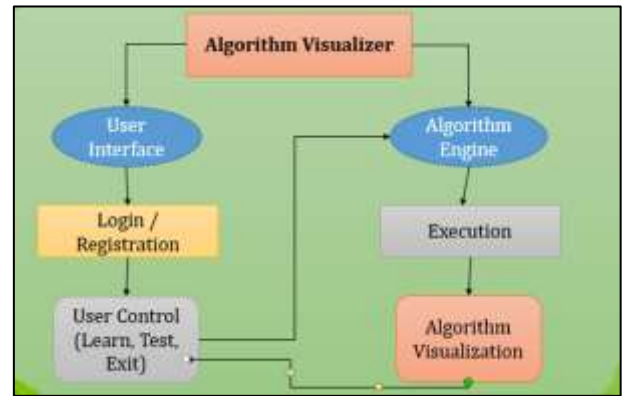 Algorithm Visualizer
User
Interface
Algorithm
Engine
Login /
Registration
Execution
User Control
(Learn, Test,
Exit)
Algorithm
Visualization